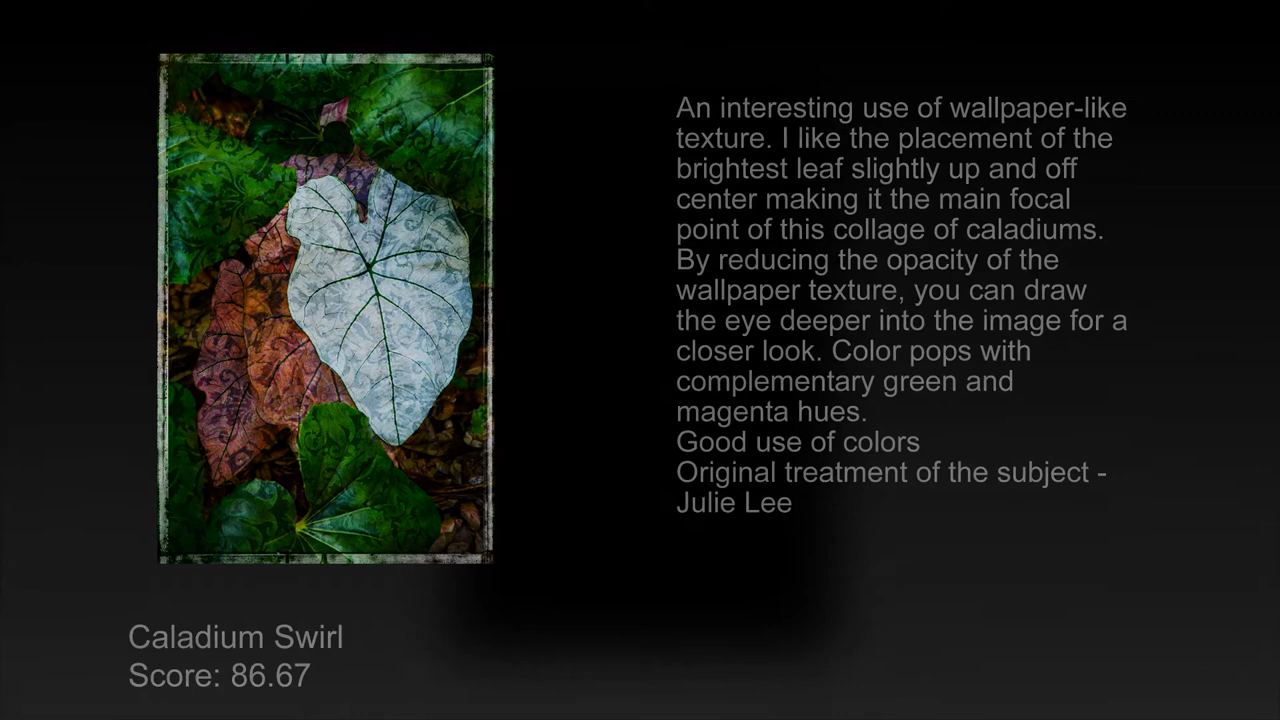 An interesting use of wallpaper-like
texture. I like the placement of the
brightest leaf slightly up and off
center making it the main focal
point of this collage of caladiums.
By reducing the opacity of the
wallpaper texture, you can draw
the eye deeper into the image for a
closer look. Color pops with
complementary green and
magenta hues.
Good use of colors
Original treatment of the subject -
Julie Lee
Caladium Swirl
Score: 86.67